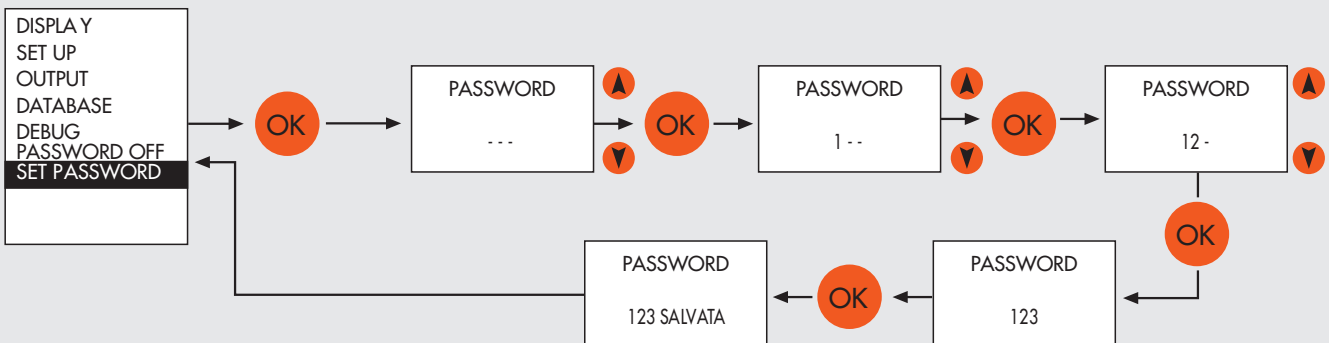 DISPLAY
SET UP
OUTPUT
DATABASE
DEBUG
PASSWORD OFF
SET PASSWORD
OK
PASSWORD
- - -
OK
PASSWORD
1 - -
OK
PASSWORD
12 -
OK
PASSWORD
123
OK
PASSWORD
123 SALVATA